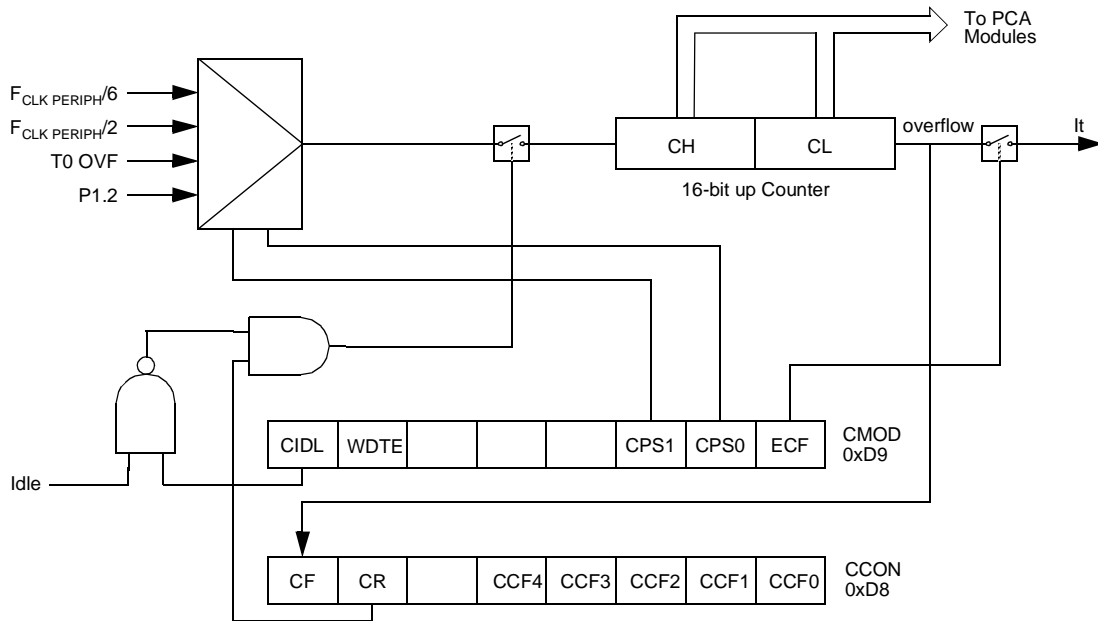 To PCA
Modules
FCLK PERIPH/6
FCLK PERIPH/2
T0 OVF
P1.2
CH
CL
overflow
It
16-bit up Counter
CIDL
WDTE
CPS1
CPS0
ECF
CMOD
0xD9
Idle
CF
CR
CCF4
CCF3
CCF2
CCF1
CCF0
CCON
0xD8